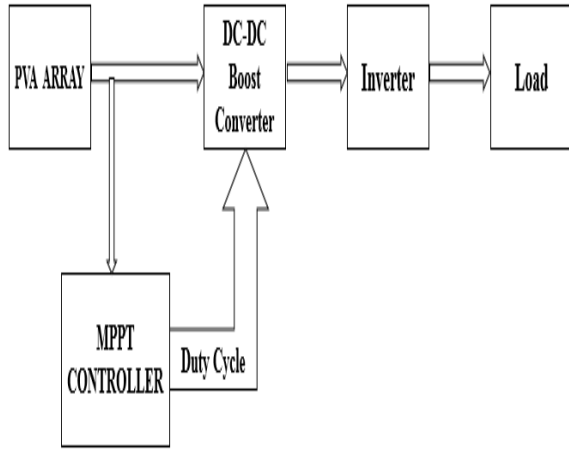 PVA ARRAY
DC-DC
Boost
Converter
Inverter
Load
MPPT
CONTROLLER
Duty Cycle